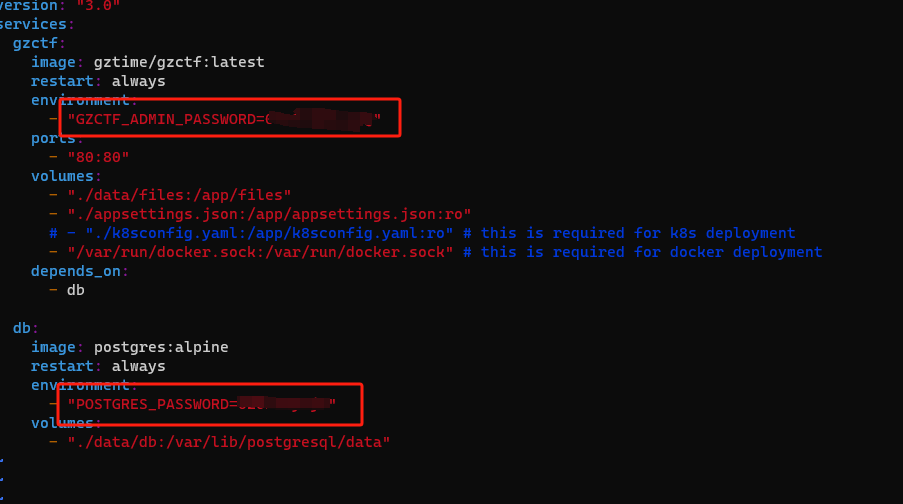 version: "3.0"
services:
gzctf:
image: gztime/gzctf:latest
restart: always
environment:
- "GZCTF_ADMIN_PASSWORD=
ports:
- "80:80"
volumes:
- "./data/files:/app/files"
- "./appsettings.json:/app/appsettings.json:ro"
# - "./k8sconfig.yaml:/app/k8sconfig.yaml:ro" # this is required for k8s deployment
- "/var/run/docker.sock:/var/run/docker.sock" # this is required for docker deployment
depends_on:
- db
db:
image: postgres:alpine
restart: always
environment:
- "POSTGRES_PASSWORD=
volumes:
- "./data/db:/var/lib/postgresql/data"